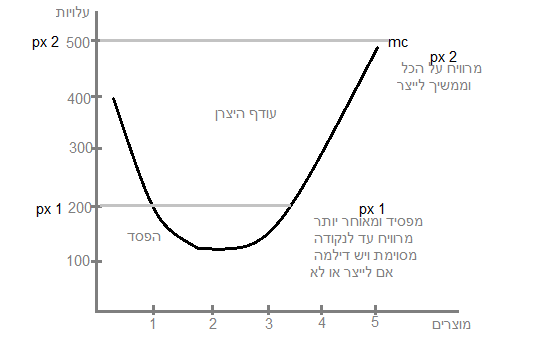 עלויות
px 2
500
mc
px 2
מרוויח על הכל
וממשיך לייצר
400
עודף היצרן
300
px 1
200
px 1
מפסיד ומאוחר יותר
מרוויח עד לנקודה
מסוימת ויש דילמה
אם לייצר או לא
הפסד
100
1 2 3 4 5
מוצרים